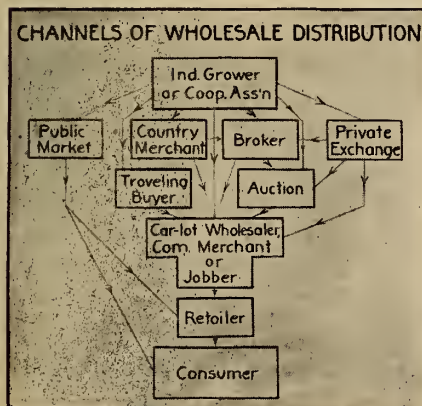 CHANNELS OF WHOLESALE DISTRIBUTION
Ind. Grower
or Coop. Ass'n
Public
Market
Country
Merchant
Broker
Private
Exchange
Traveling
Buyer
Auction
Car-lot Wholesaler,
Com. Merchant
or
Jobber
Retailer
Consumer